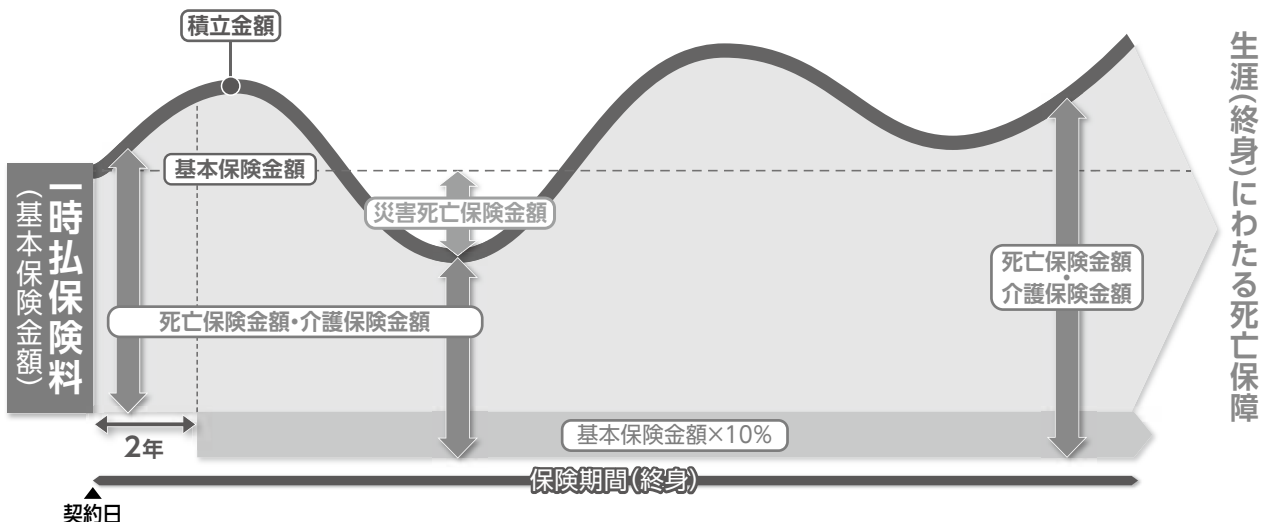 積立金額
基本保険金額
災害死亡保険金額
一時払保険料
（基本保険金額）
死亡保険金額・介護保険金額
死亡保険金額
・
介護保険金額
生涯（終身）にわたる死亡保障
2年
基本保険金額×10%
保険期間（終身）
契約日